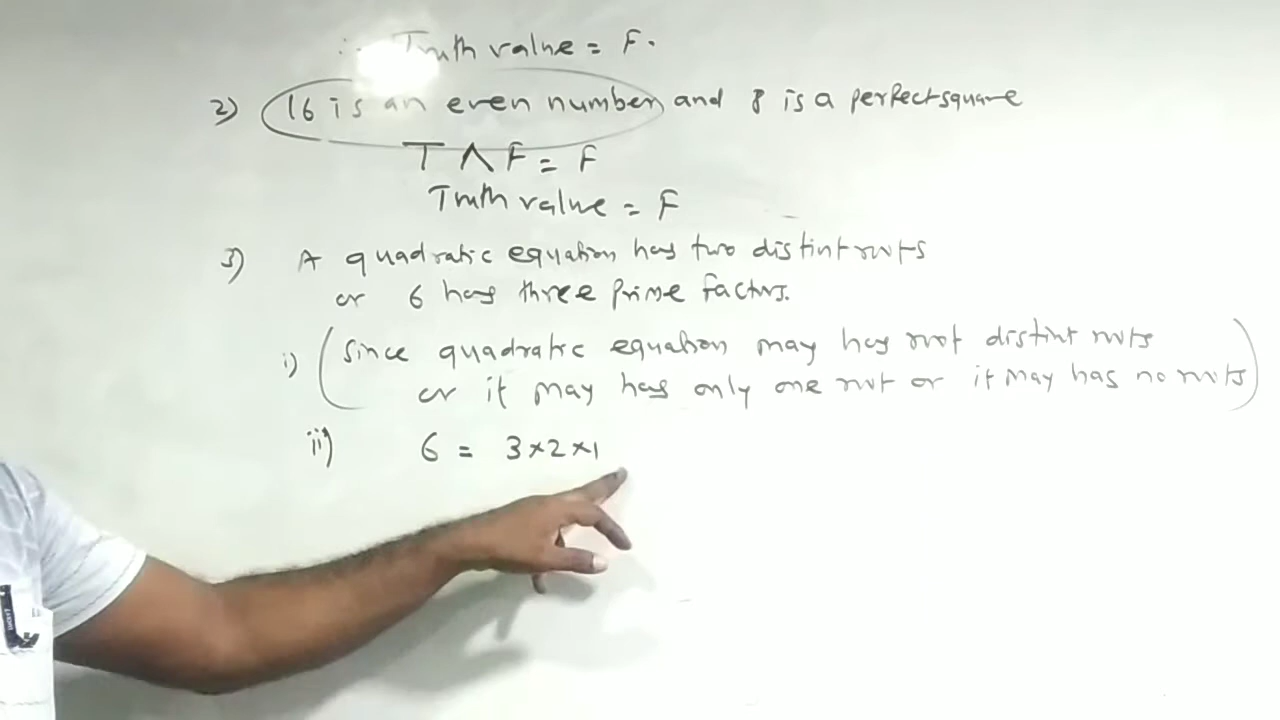 ∴ Truth value = F.
2) 16 is an even number and 8 is a perfect square
T ∧ F = F
Truth value = F
3) A quadratic equation has two distint roots
or 6 has three prime factors.
i) (Since quadratic equation may has not distint roots
or it may has only one root or it may has no roots)
ii) 6 = 3×2×1